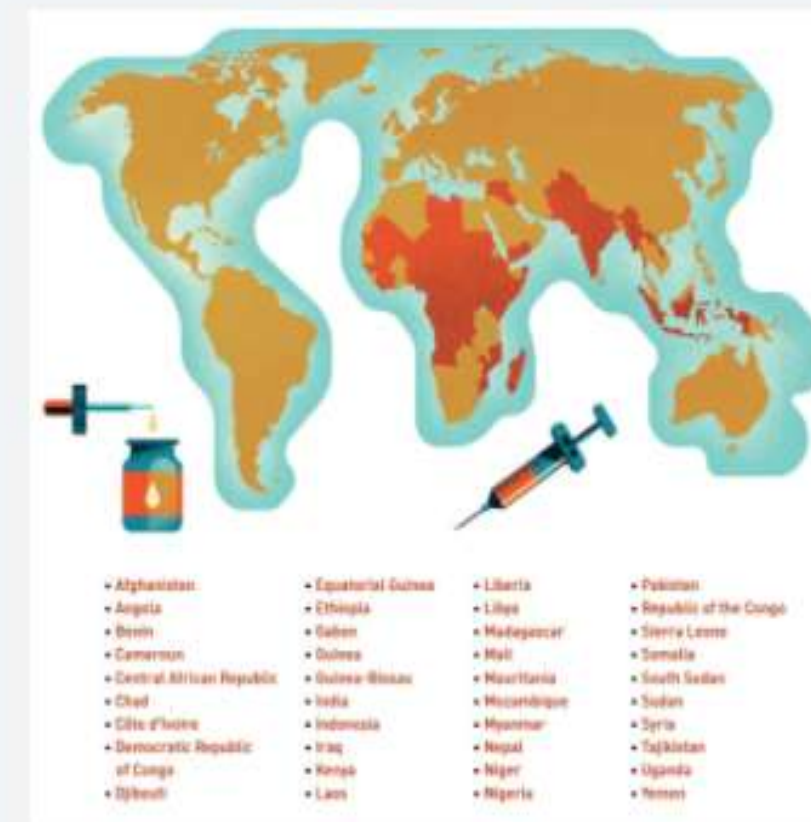 • Afghanistan
• Angola
• Benin
• Cameroun
• Central African Republic
• Chad
• Côte d'Ivoire
• Democratic Republic
of Congo
• Djibouti
• Equatorial Guinea
• Ethiopia
• Gabon
• Guinea
• Guinea-Bissau
• India
• Indonesia
• Iraq
• Kenya
• Laos
• Liberia
• Libya
• Madagascar
• Mali
• Mauritania
• Mozambique
• Myanmar
• Nepal
• Niger
• Nigeria
• Pakistan
• Republic of the Congo
• Sierra Leone
• Somalia
• South Sudan
• Sudan
• Syria
• Tajikistan
• Uganda
• Yemen